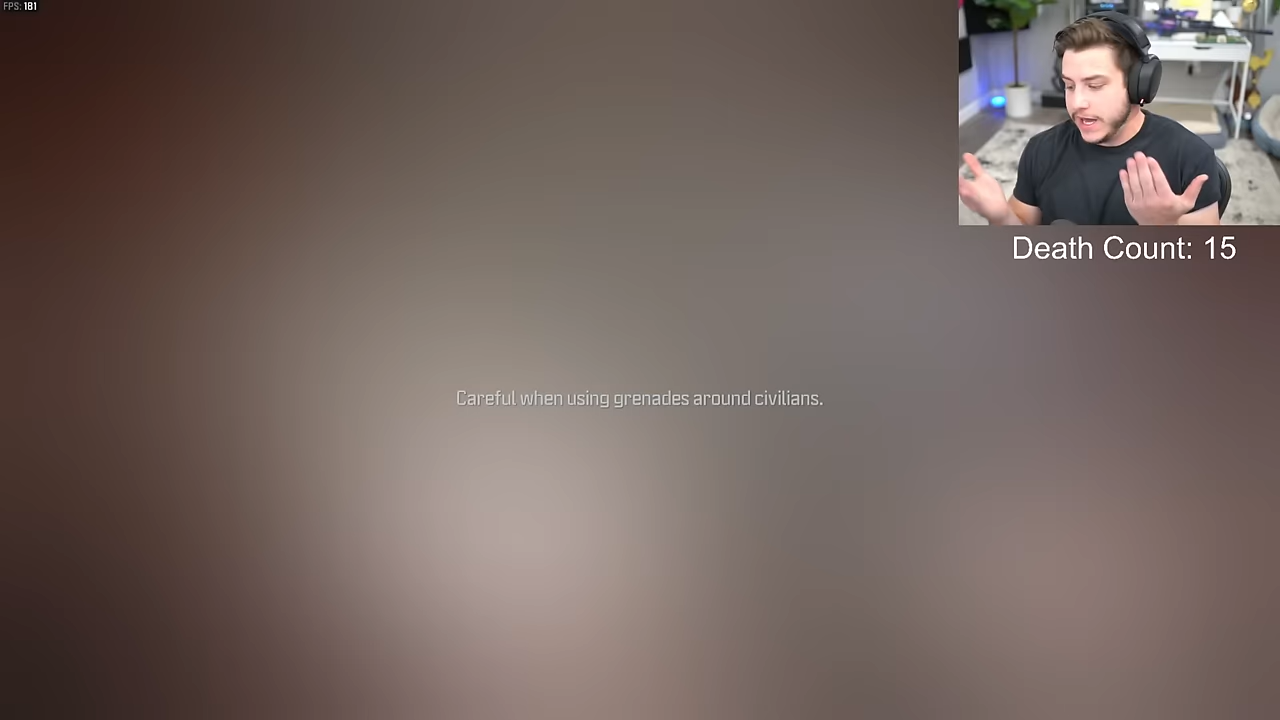 FPS: 181
Death Count: 15
Careful when using grenades around civilians.